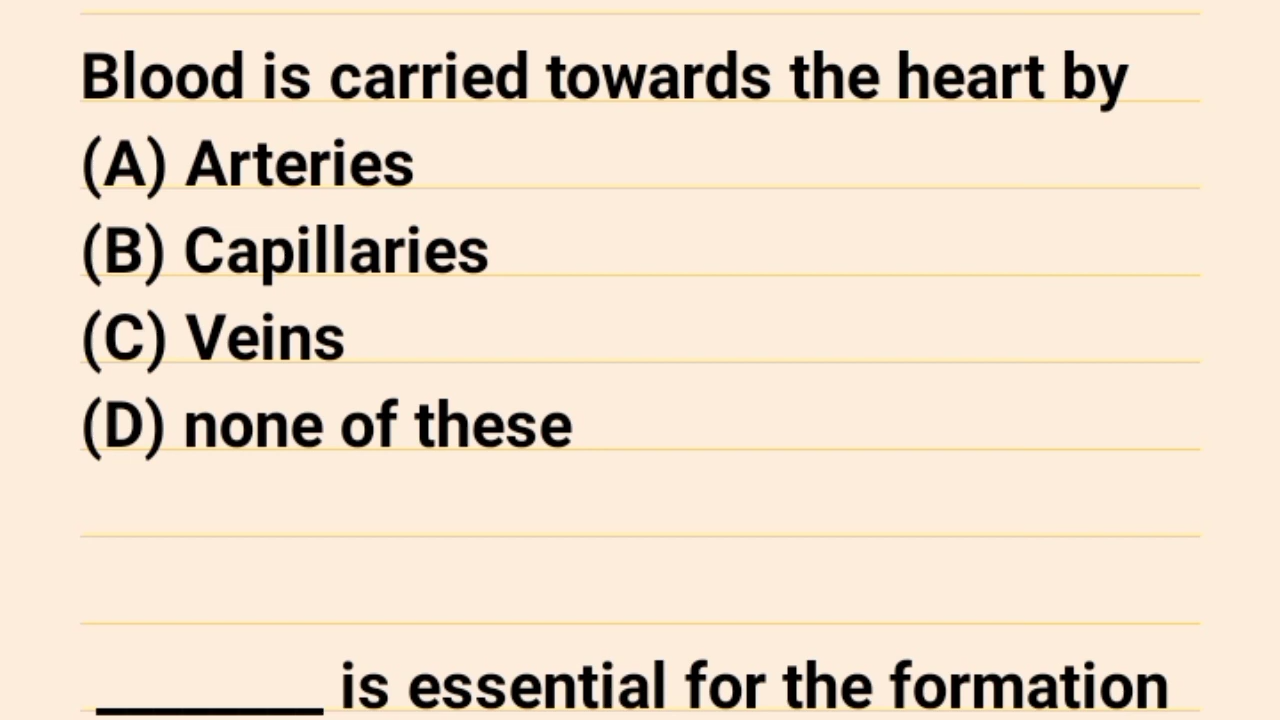 Blood is carried towards the heart by
(A) Arteries
(B) Capillaries
(C) Veins
(D) none of these
________ is essential for the formation